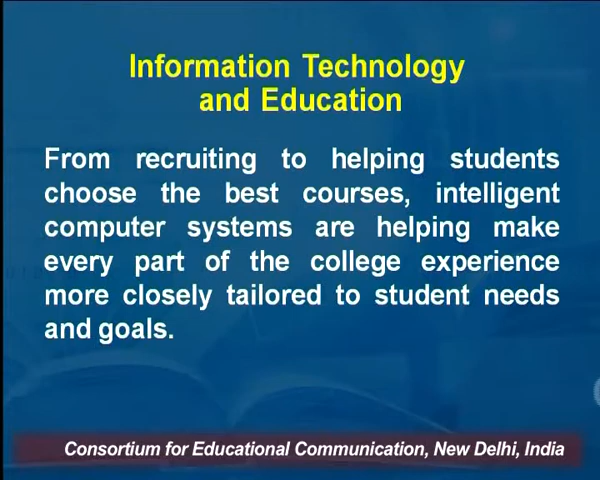 Information Technology
and Education
From recruiting to helping students
choose the best courses, intelligent
computer systems are helping make
every part of the college experience
more closely tailored to student needs
and goals.
Consortium for Educational Communication, New Delhi, India